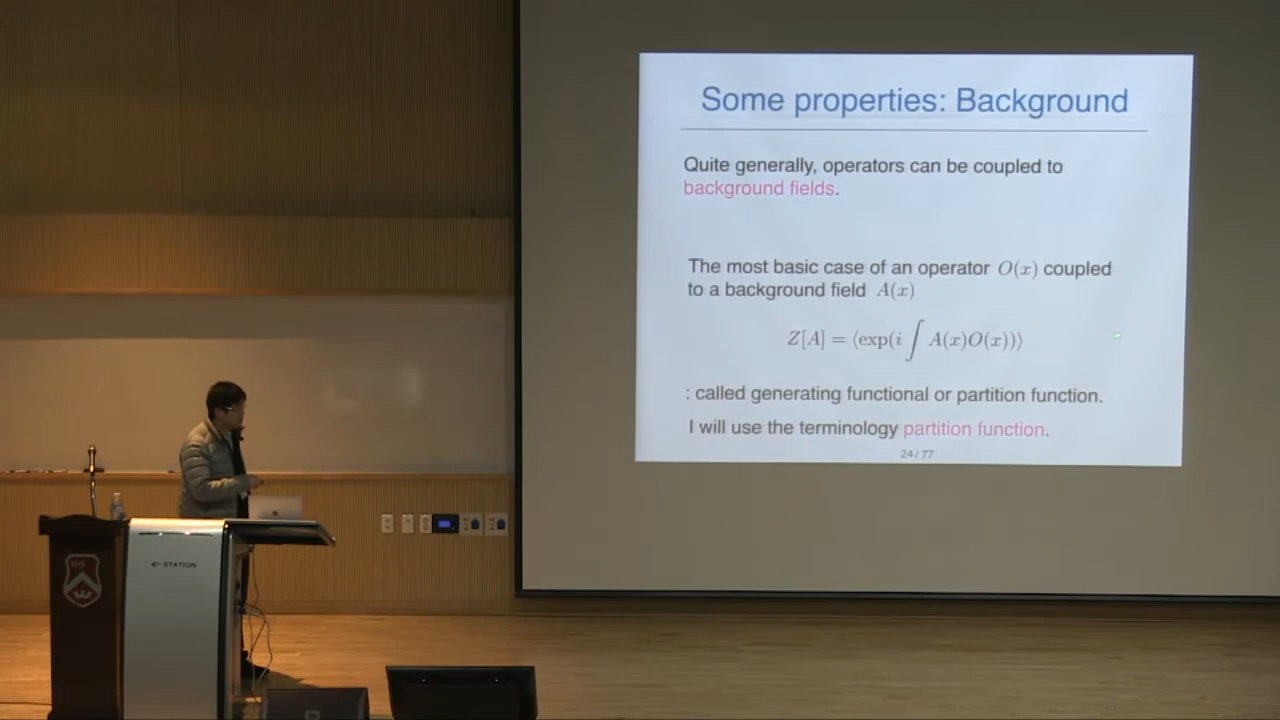 Some properties: Background
Quite generally, operators can be coupled to
background fields.
The most basic case of an operator O(x) coupled
to a background field A(x)
Z[A] = ⟨exp(i ∫ A(x)O(x))⟩
: called generating functional or partition function.
I will use the terminology partition function.
24 / 77
e-STATION